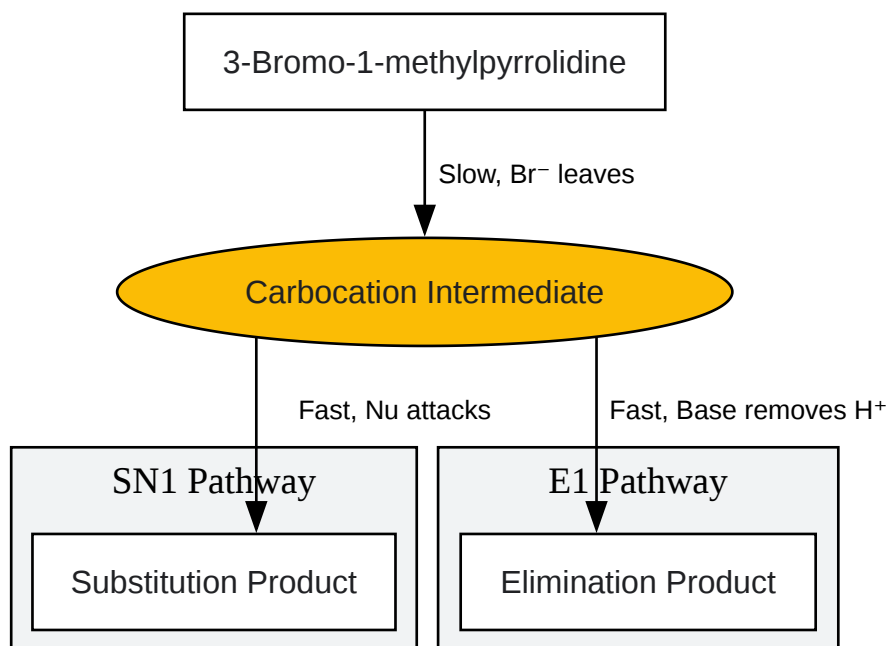 3-Bromo-1-methylpyrrolidine
Slow, Br⁻ leaves
Carbocation Intermediate
Fast, Nu attacks
Fast, Base removes H⁺
SN1 Pathway
E1 Pathway
Substitution Product
Elimination Product